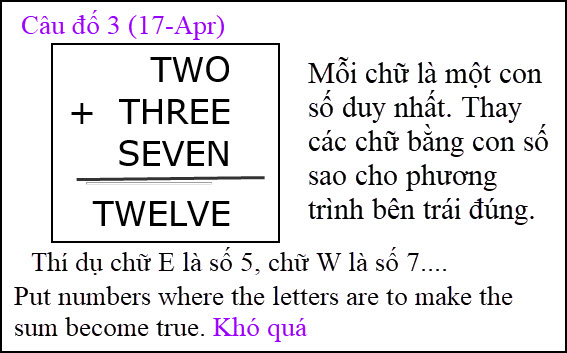 Câu đố 3 (17-Apr)
TWO
+ THREE
SEVEN
TWELVE
Mỗi chữ là một con
số duy nhất. Thay
các chữ bằng con số
sao cho phương
trình bên trái đúng.
Thí dụ chữ E là số 5, chữ W là số 7....
Put numbers where the letters are to make the
sum become true. Khó quá